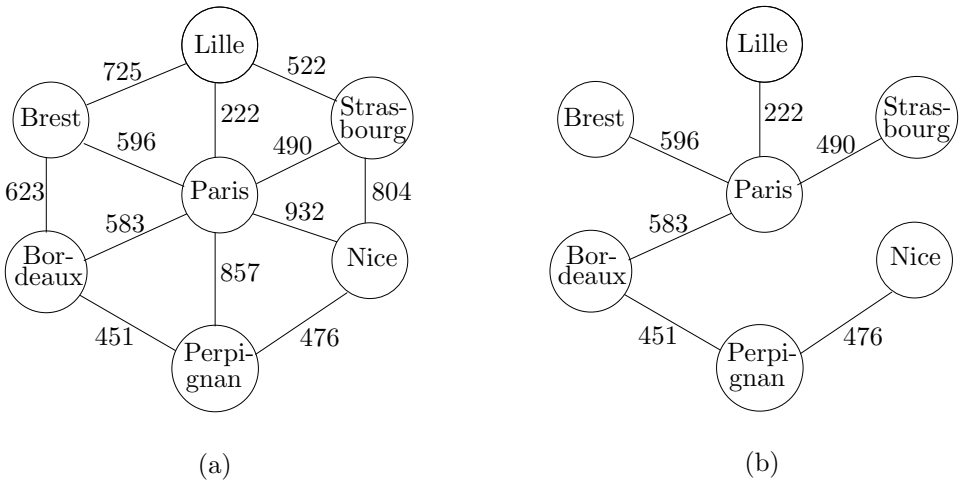 Lille
725
522
Brest
222
Stras-
bourg
596
490
Paris
623
932
804
583
Bor-
deaux
857
Nice
451
476
Perpi-
gnan
(a)
Lille
Brest
222
Stras-
bourg
596
490
Paris
583
Bor-
deaux
Nice
451
476
Perpi-
gnan
(b)